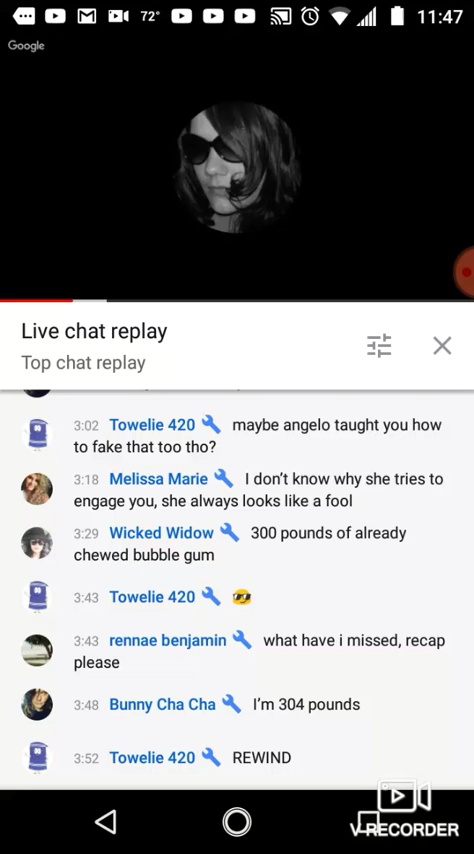 72° 11:47
Google
Live chat replay
Top chat replay
3:02 Towelie 420 maybe angelo taught you how
to fake that too tho?
3:18 Melissa Marie I don't know why she tries to
engage you, she always looks like a fool
3:29 Wicked Widow 300 pounds of already
chewed bubble gum
3:43 Towelie 420 😎
3:43 rennae benjamin what have i missed, recap
please
3:48 Bunny Cha Cha I'm 304 pounds
3:52 Towelie 420 REWIND
V RECORDER